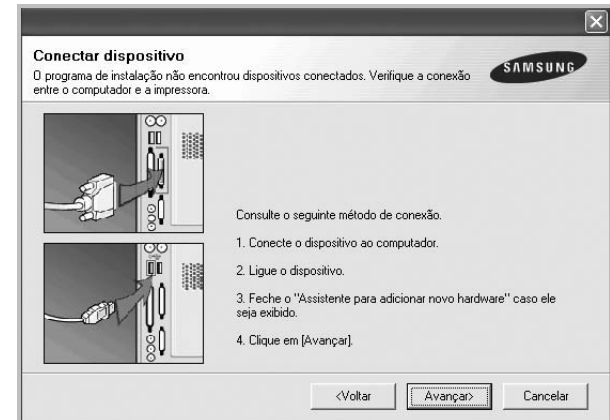 Conectar dispositivo
O programa de instalação não encontrou dispositivos conectados. Verifique a conexão
entre o computador e a impressora.
SAMSUNG
Consulte o seguinte método de conexão.
1. Conecte o dispositivo ao computador.
2. Ligue o dispositivo.
3. Feche o "Assistente para adicionar novo hardware" caso ele
seja exibido.
4. Clique em [Avançar].
<Voltar
Avançar>
Cancelar